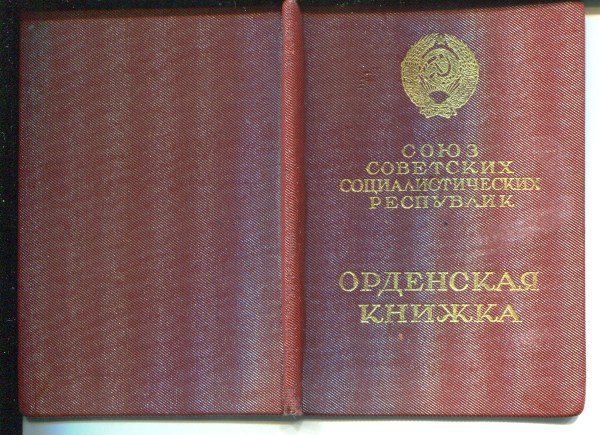 СОЮЗ
СОВЕТСКИХ
СОЦИАЛИСТИЧЕСКИХ
РЕСПУБЛИК
ОРДЕНСКАЯ
КНИЖКА